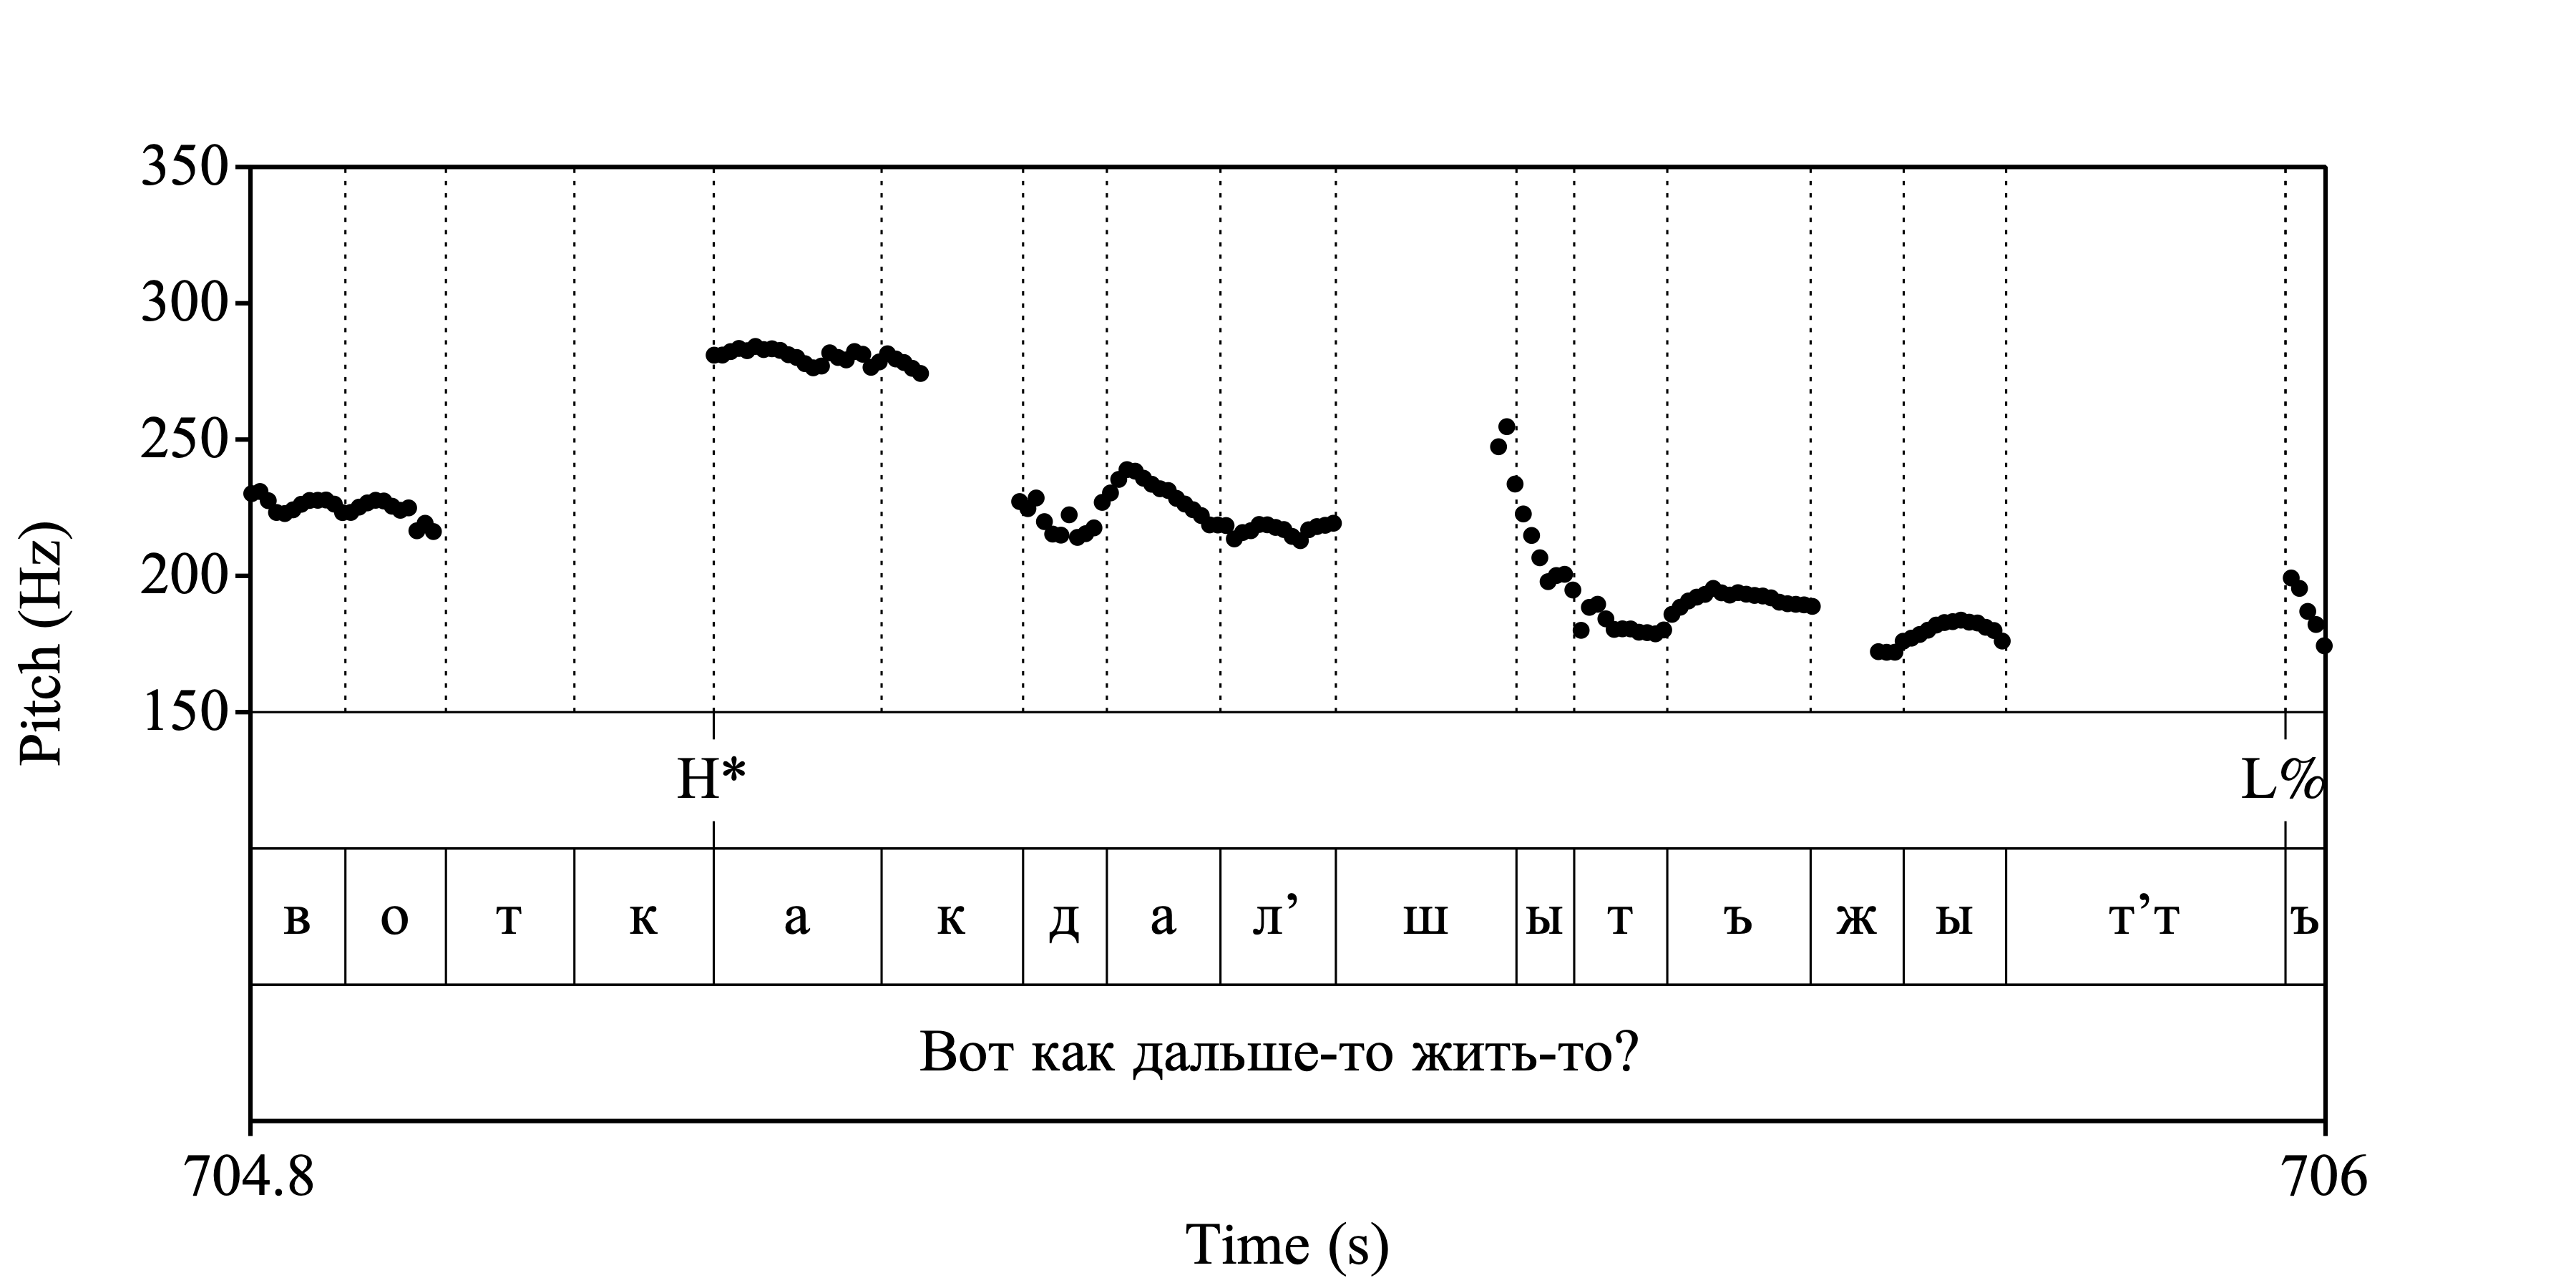 350
300
250
200
150
Pitch (Hz)
H* L%
в о т к а к д а л’ ш ы т ъ ж ы т’т ъ
Вот как дальше-то жить-то?
704.8 706
Time (s)